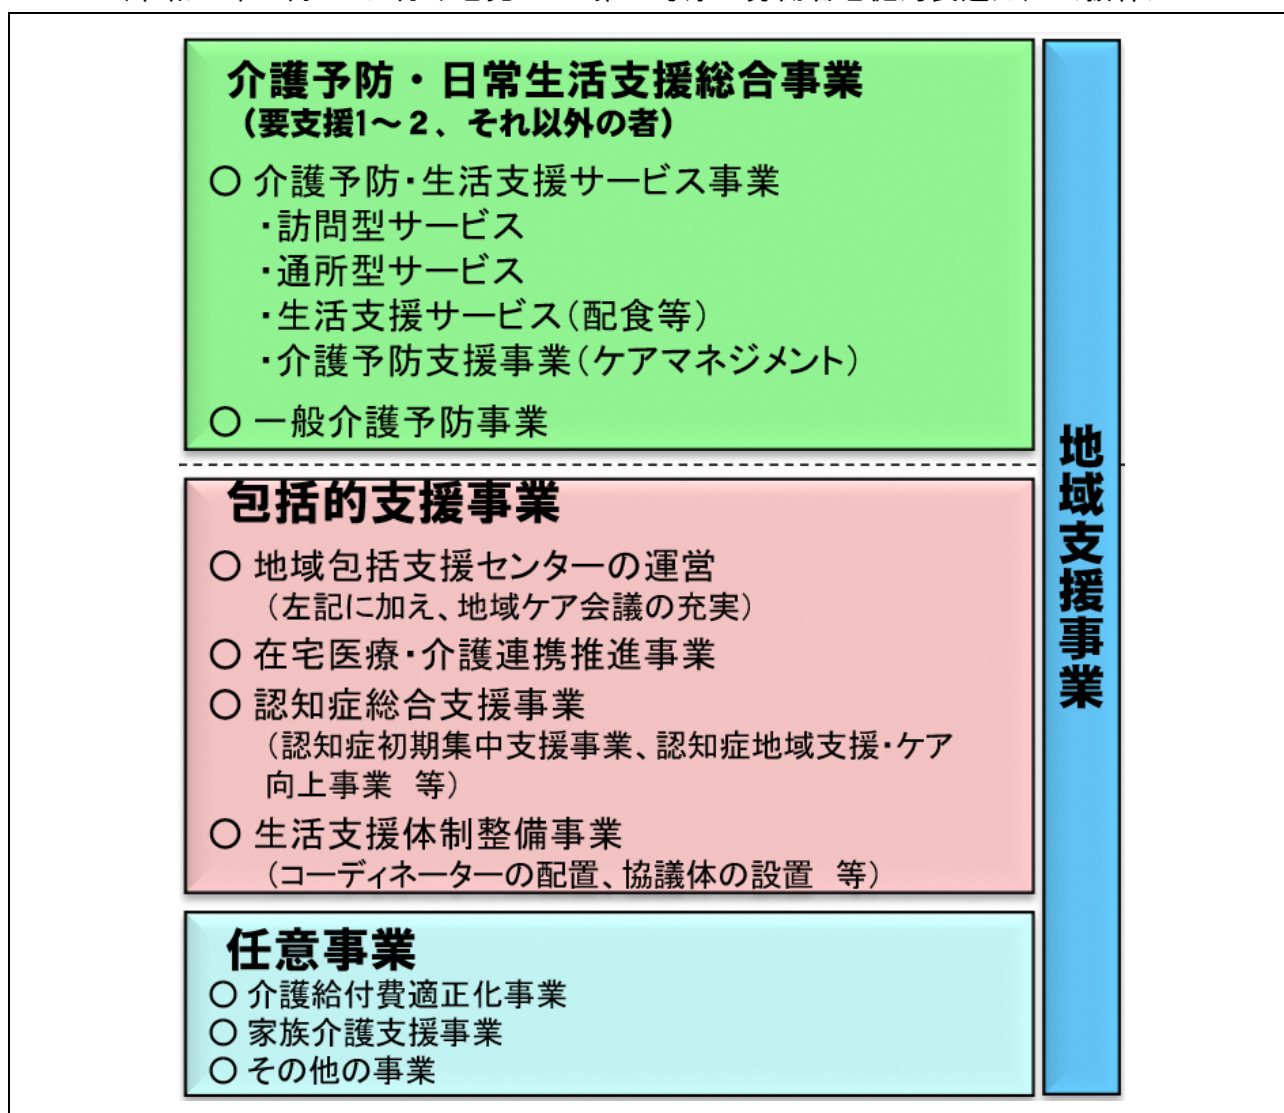 介護予防・日常生活支援総合事業
（要支援1～２、それ以外の者）
○ 介護予防・生活支援サービス事業
・訪問型サービス
・通所型サービス
・生活支援サービス（配食等）
・介護予防支援事業（ケアマネジメント）
○ 一般介護予防事業
包括的支援事業
○ 地域包括支援センターの運営
（左記に加え、地域ケア会議の充実）
○ 在宅医療・介護連携推進事業
○ 認知症総合支援事業
（認知症初期集中支援事業、認知症地域支援・ケア
向上事業　等）
○ 生活支援体制整備事業
（コーディネーターの配置、協議体の設置　等）
任意事業
○ 介護給付費適正化事業
○ 家族介護支援事業
○ その他の事業
地域支援事業